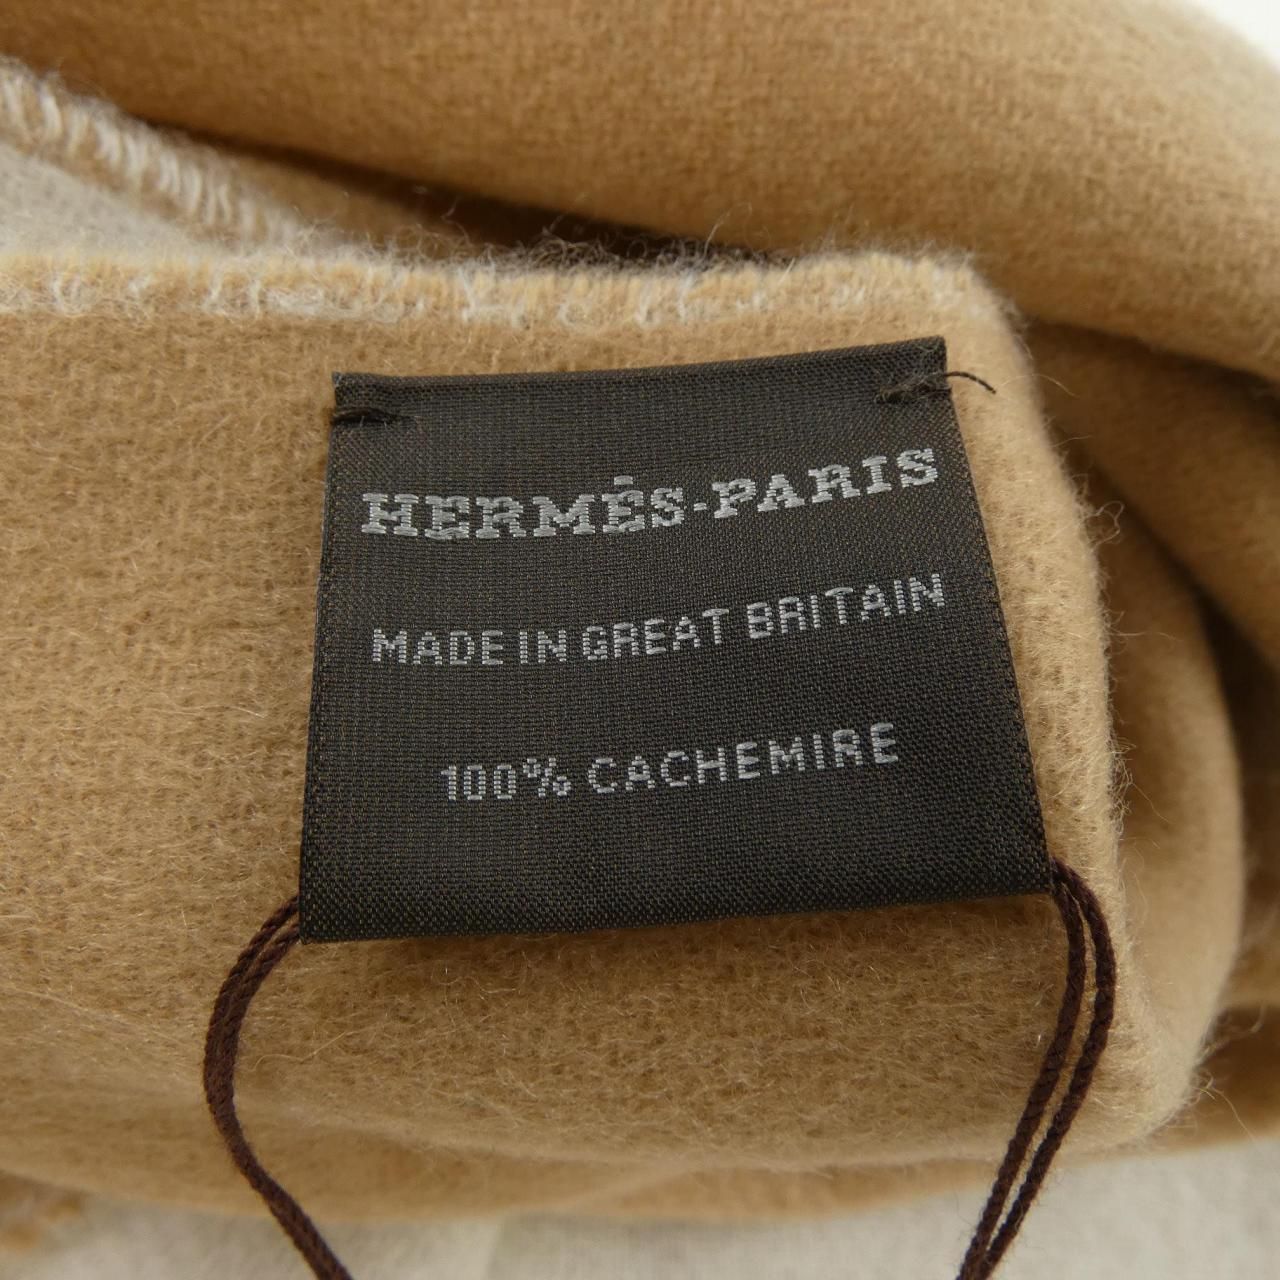 HERMÈS-PARIS
MADE IN GREAT BRITAIN
100% CACHEMIRE